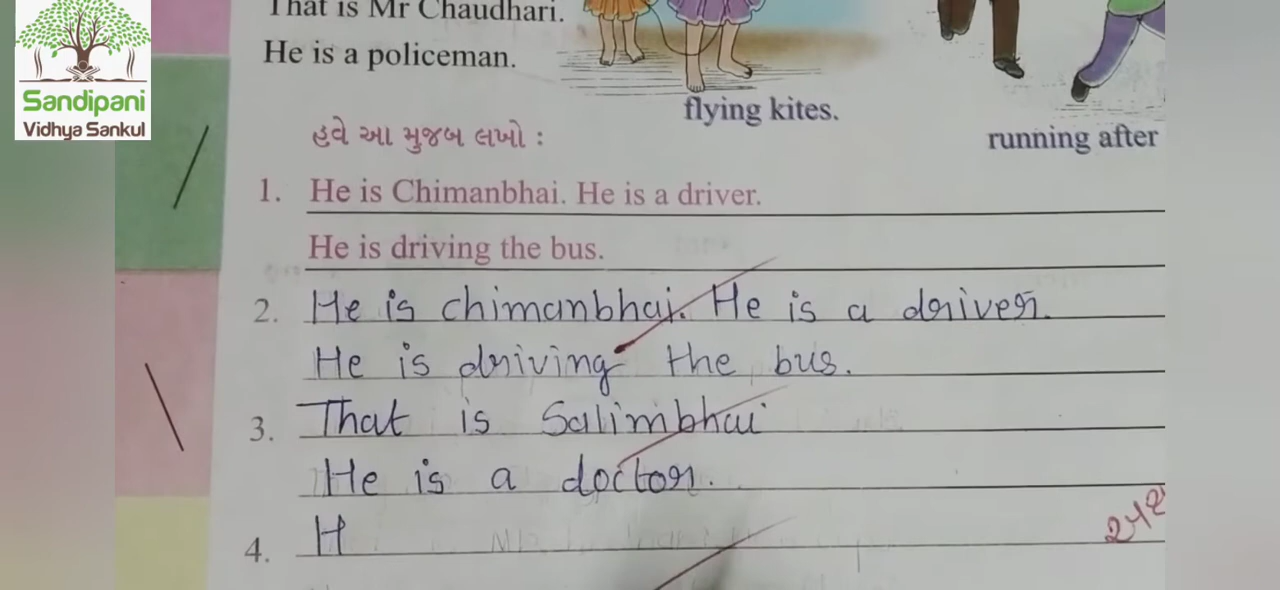 Sandipani
Vidhya Sankul
That is Mr Chaudhari.
He is a policeman.
flying kites.
running after
હવે આ મુજબ લખો :
1. He is Chimanbhai. He is a driver.
He is driving the bus.
2. He is chimanbhai. He is a driver.
He is driving the bus.
3. That is Salimbhai
He is a doctor.
4. H